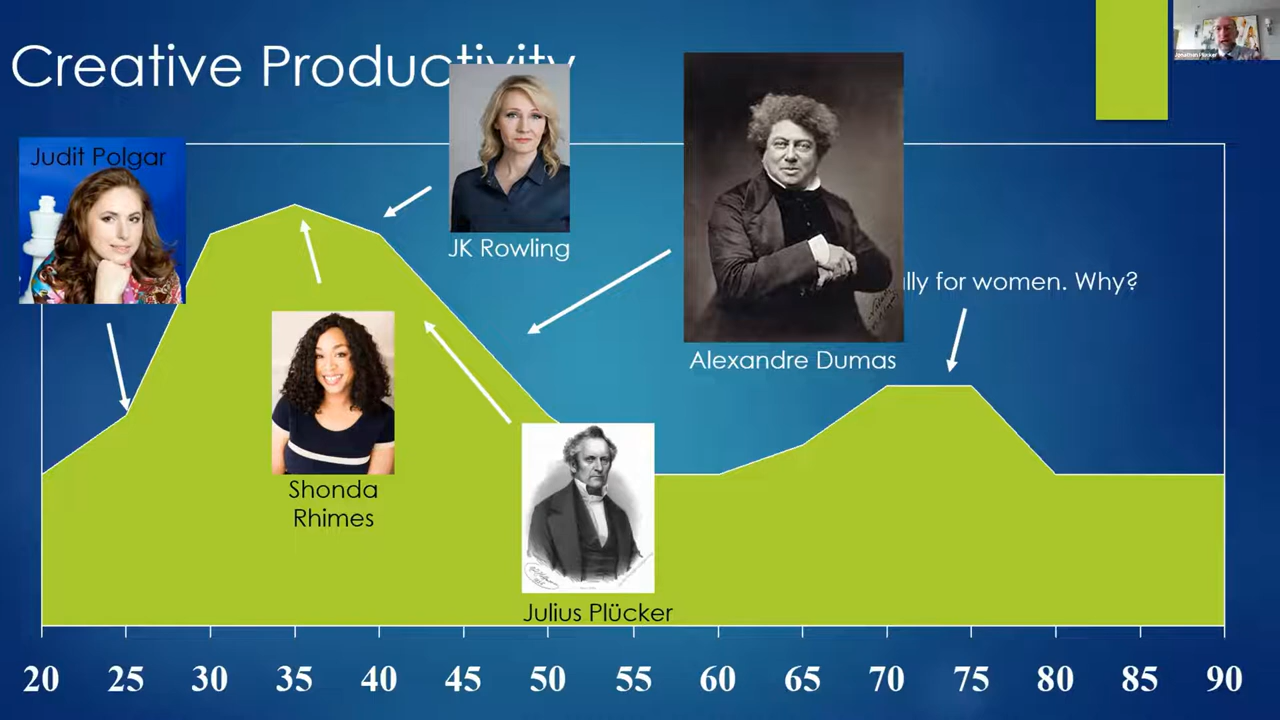 Creative Productivity
Judit Polgar
JK Rowling
lly for women. Why?
Alexandre Dumas
Shonda
Rhimes
Julius Plücker
20 25 30 35 40 45 50 55 60 65 70 75 80 85 90